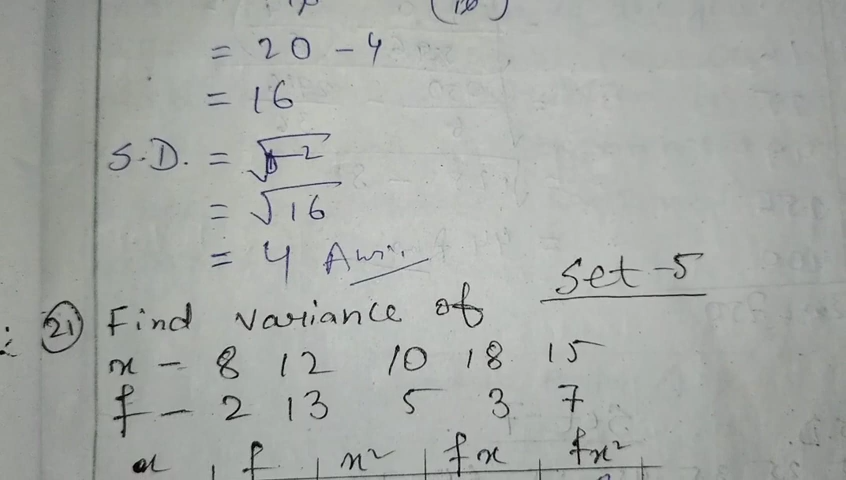 = 20 - 4
= 16
S.D. = √σ²
= √16
= 4 Ans.
Set-5
21) Find variance of
x - 8 12 10 18 15
f - 2 13 5 3 7
x | f | x² | fx | fx²